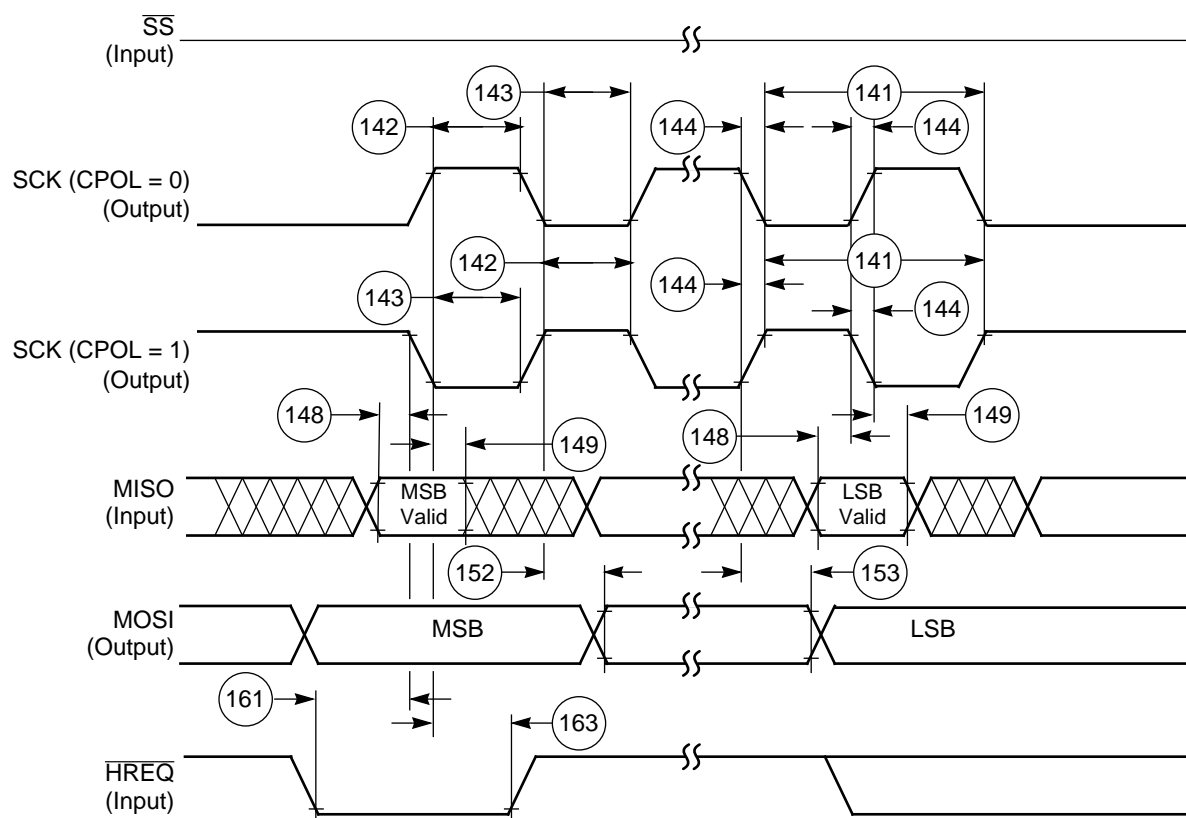 SS
(Input)
143
141
142
144
144
SCK (CPOL = 0)
(Output)
142
141
143
144
144
SCK (CPOL = 1)
(Output)
148
149
148
149
MISO
(Input)
MSB
Valid
LSB
Valid
152
153
MOSI
(Output)
MSB
LSB
161
163
HREQ
(Input)